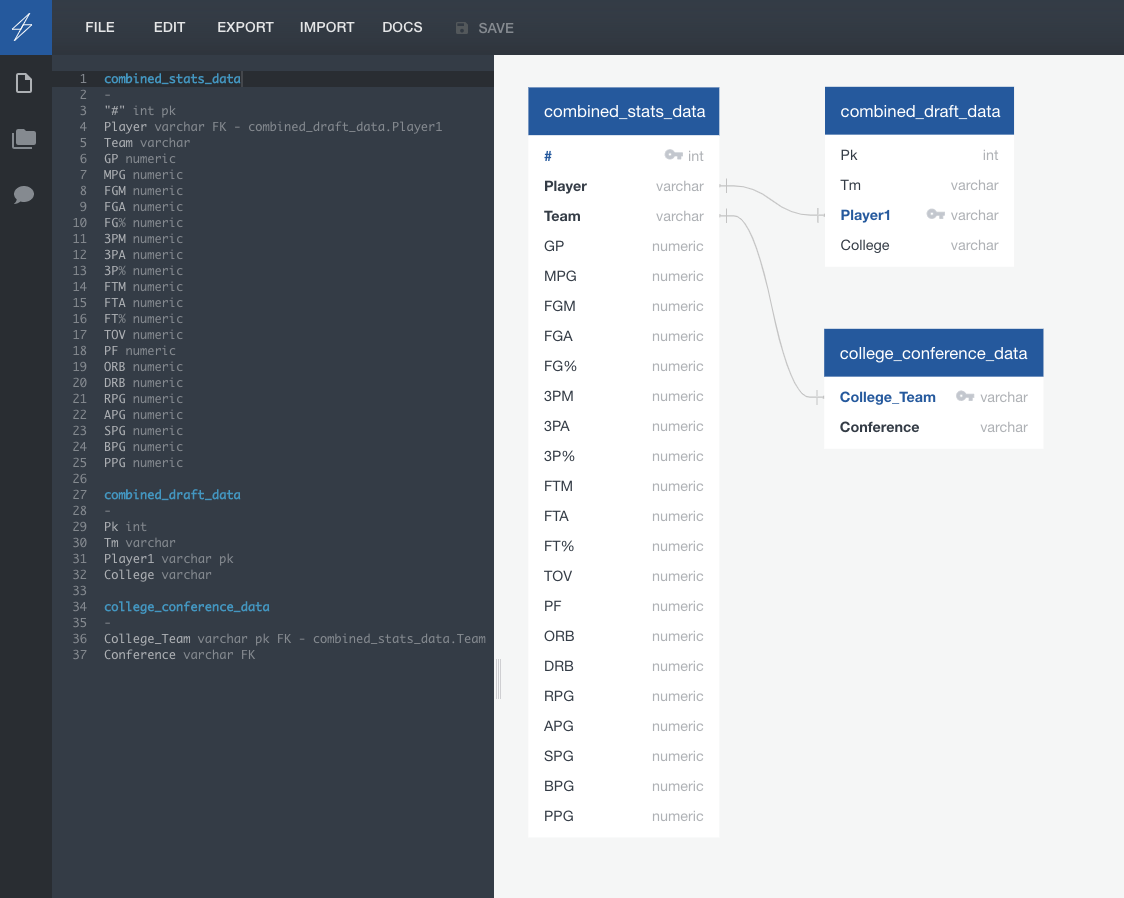 FILE EDIT EXPORT IMPORT DOCS SAVE
1 combined_stats_data
2 -
3 "#" int pk
4 Player varchar FK - combined_draft_data.Player1
5 Team varchar
6 GP numeric
7 MPG numeric
8 FGM numeric
9 FGA numeric
10 FG% numeric
11 3PM numeric
12 3PA numeric
13 3P% numeric
14 FTM numeric
15 FTA numeric
16 FT% numeric
17 TOV numeric
18 PF numeric
19 ORB numeric
20 DRB numeric
21 RPG numeric
22 APG numeric
23 SPG numeric
24 BPG numeric
25 PPG numeric
26
27 combined_draft_data
28 -
29 Pk int
30 Tm varchar
31 Player1 varchar pk
32 College varchar
33
34 college_conference_data
35 -
36 College_Team varchar pk FK - combined_stats_data.Team
37 Conference varchar FK
combined_stats_data
# int
Player varchar
Team varchar
GP numeric
MPG numeric
FGM numeric
FGA numeric
FG% numeric
3PM numeric
3PA numeric
3P% numeric
FTM numeric
FTA numeric
FT% numeric
TOV numeric
PF numeric
ORB numeric
DRB numeric
RPG numeric
APG numeric
SPG numeric
BPG numeric
PPG numeric
combined_draft_data
Pk int
Tm varchar
Player1 varchar
College varchar
college_conference_data
College_Team varchar
Conference varchar